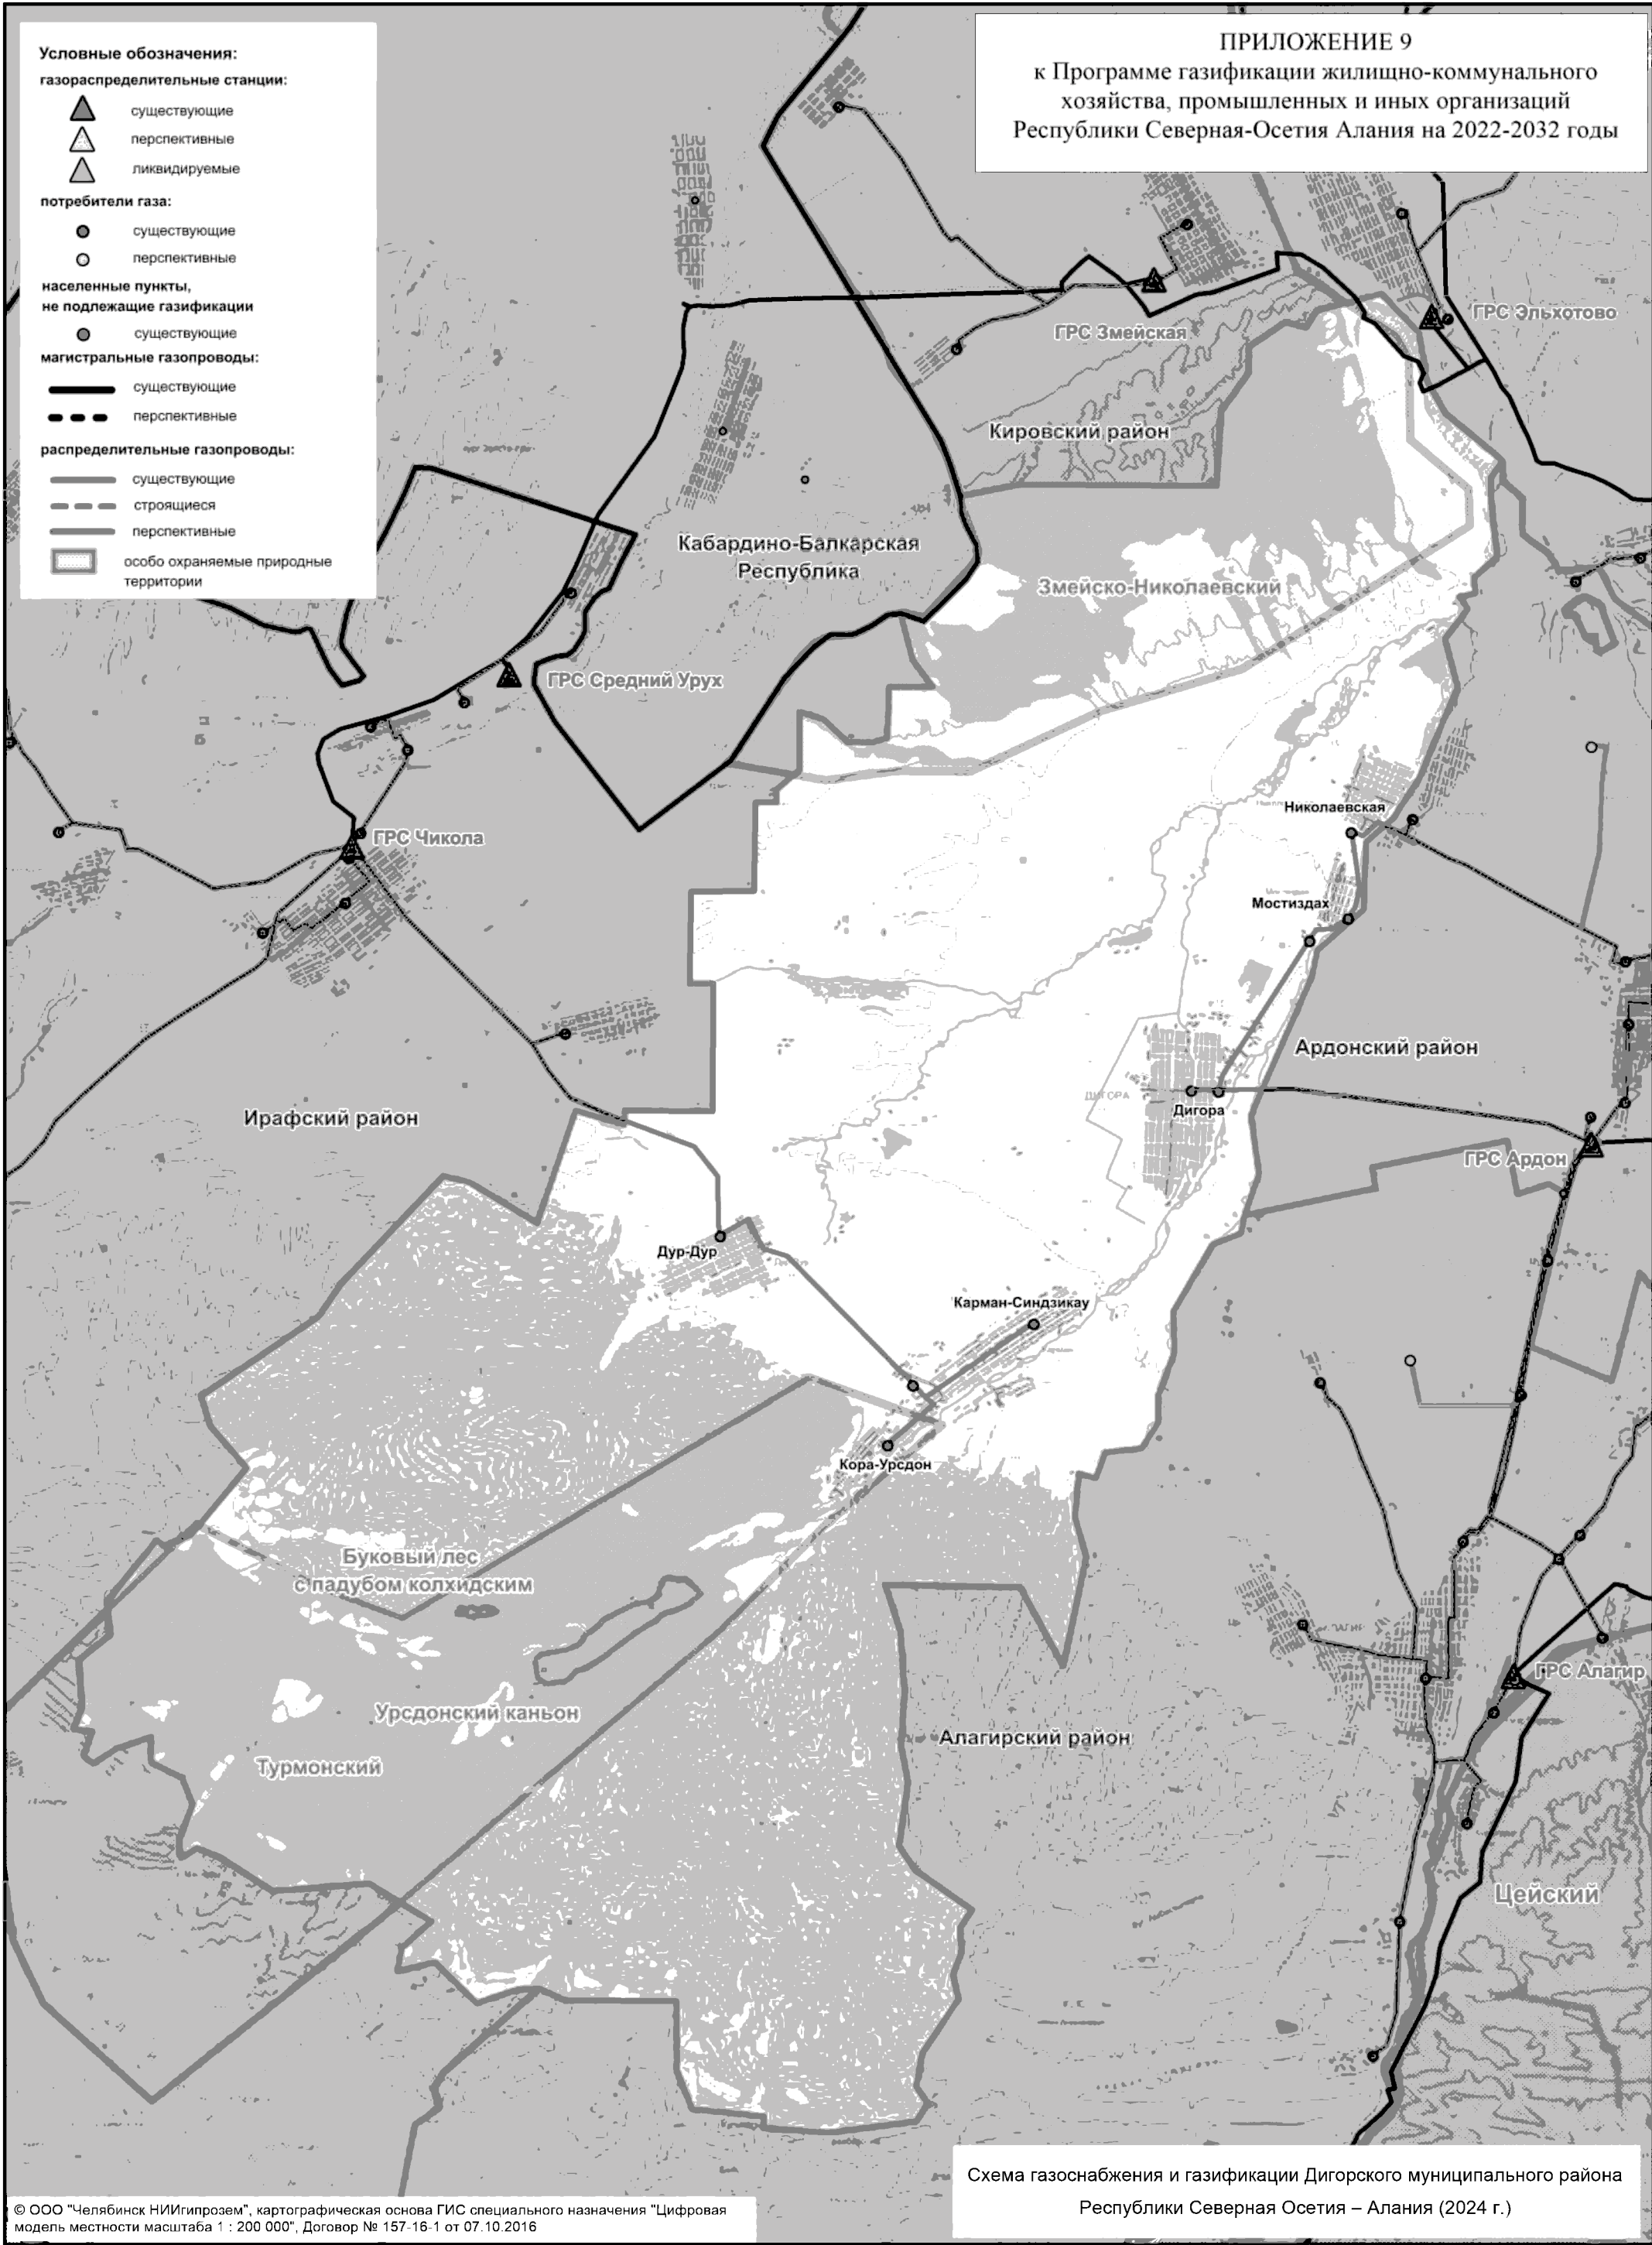 ПРИЛОЖЕНИЕ 9
к Программе газификации жилищно-коммунального
хозяйства, промышленных и иных организаций
Республики Северная-Осетия Алания на 2022-2032 годы
Условные обозначения:
газораспределительные станции:
существующие
перспективные
ликвидируемые
потребители газа:
существующие
перспективные
населенные пункты,
не подлежащие газификации
существующие
магистральные газопроводы:
существующие
перспективные
распределительные газопроводы:
существующие
строящиеся
перспективные
особо охраняемые природные
территории
ГРС Эльхотово
ГРС Змейская
Кировский район
Кабардино-Балкарская
Республика
Змейско-Николаевский
ГРС Средний Урух
Николаевская
ГРС Чикола
Мостиздах
Ардонский район
ДИГОРА
Дигора
Ирафский район
ГРС Ардон
Дур-Дур
Карман-Синдзикау
Кора-Урсдон
Буковый лес
с падубом колхидским
ГРС Алагир
Урсдонский каньон
Алагирский район
Турмонский
Цейский
Схема газоснабжения и газификации Дигорского муниципального района
Республики Северная Осетия – Алания (2024 г.)
© ООО "Челябинск НИИгипрозем", картографическая основа ГИС специального назначения "Цифровая
модель местности масштаба 1 : 200 000", Договор № 157-16-1 от 07.10.2016